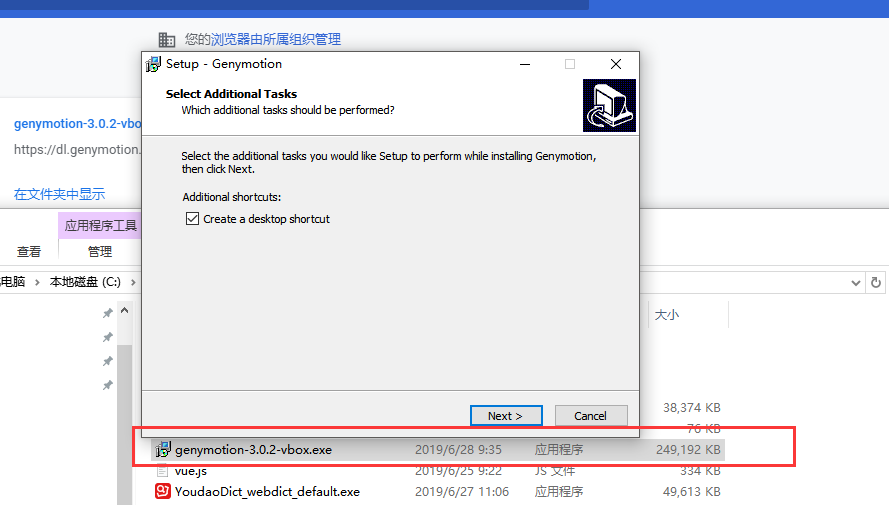 您的浏览器由所属组织管理
Setup - Genymotion
Select Additional Tasks
Which additional tasks should be performed?
genymotion-3.0.2-vbo
https://dl.genymotion.
在文件夹中显示
Select the additional tasks you would like Setup to perform while installing Genymotion,
then click Next.
Additional shortcuts:
Create a desktop shortcut
应用程序工具
查看
管理
电脑 › 本地磁盘 (C:) ›
大小
Next >
Cancel
38,374 KB
76 KB
genymotion-3.0.2-vbox.exe 2019/6/28 9:35 应用程序 249,192 KB
vue.js 2019/6/25 9:22 JS 文件 334 KB
YoudaoDict_webdict_default.exe 2019/6/27 11:06 应用程序 49,613 KB